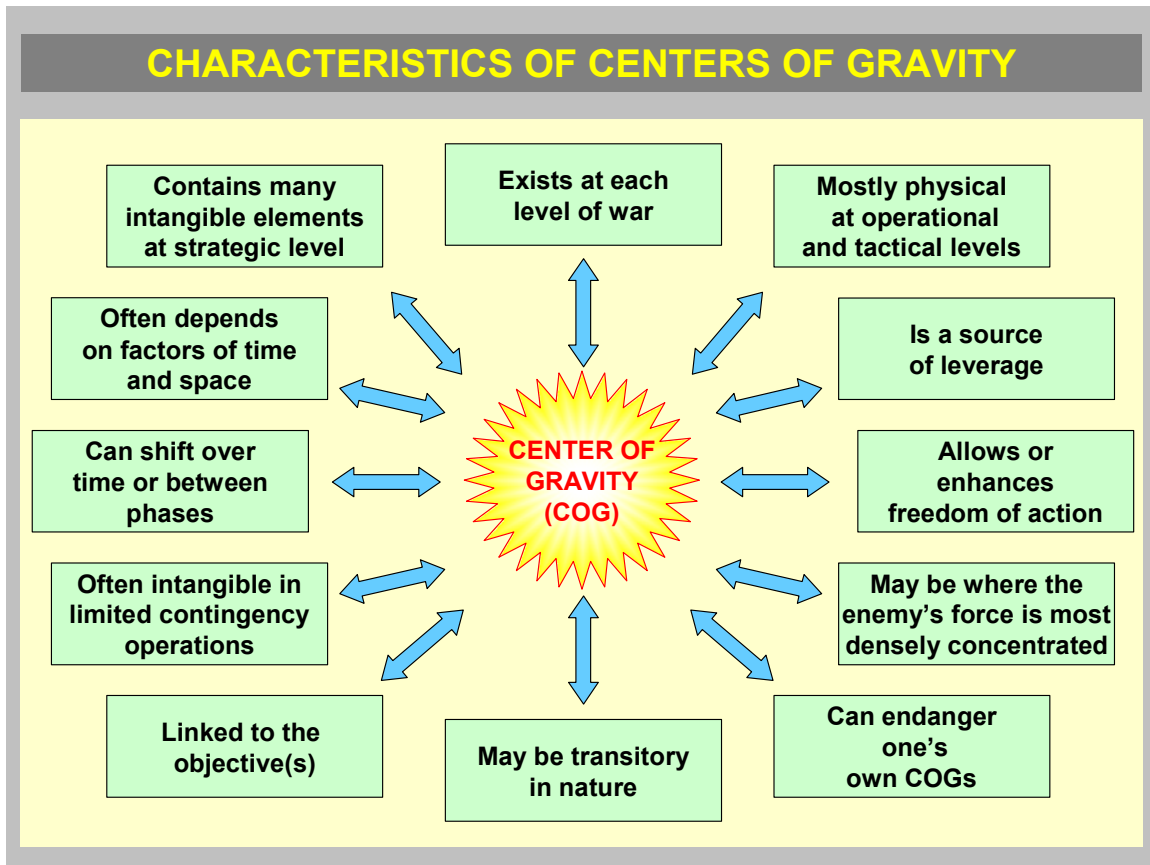 CHARACTERISTICS OF CENTERS OF GRAVITY
Contains many
intangible elements
at strategic level
Exists at each
level of war
Mostly physical
at operational
and tactical levels
Often depends
on factors of time
and space
Is a source
of leverage
Can shift over
time or between
phases
CENTER OF
GRAVITY
(COG)
Allows or
enhances
freedom of action
Often intangible in
limited contingency
operations
May be where the
enemy's force is most
densely concentrated
Linked to the
objective(s)
May be transitory
in nature
Can endanger
one's
own COGs